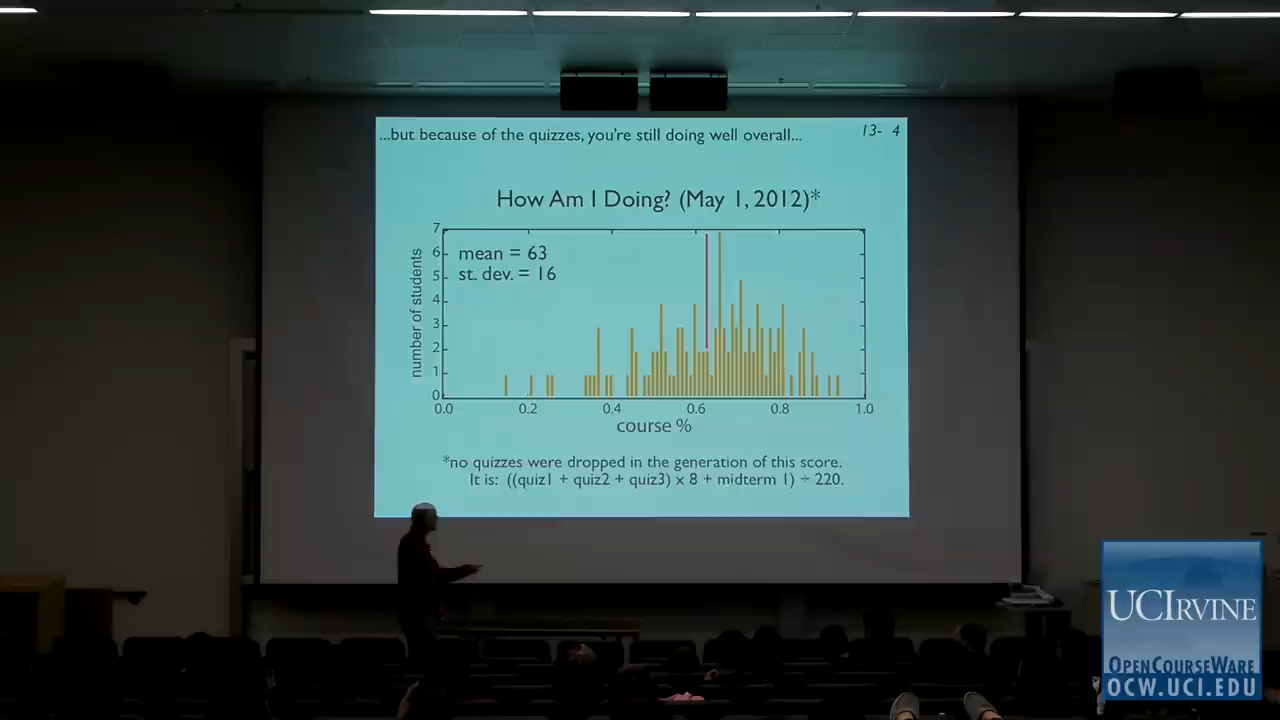 ...but because of the quizzes, you're still doing well overall...
13- 4
How Am I Doing? (May 1, 2012)*
mean = 63
st. dev. = 16
number of students
7
6
5
4
3
2
1
0
0.0 0.2 0.4 0.6 0.8 1.0
course %
*no quizzes were dropped in the generation of this score.
It is: ((quiz1 + quiz2 + quiz3) x 8 + midterm 1) ÷ 220.
UCIRVINE
OPENCOURSEWARE
OCW.UCI.EDU